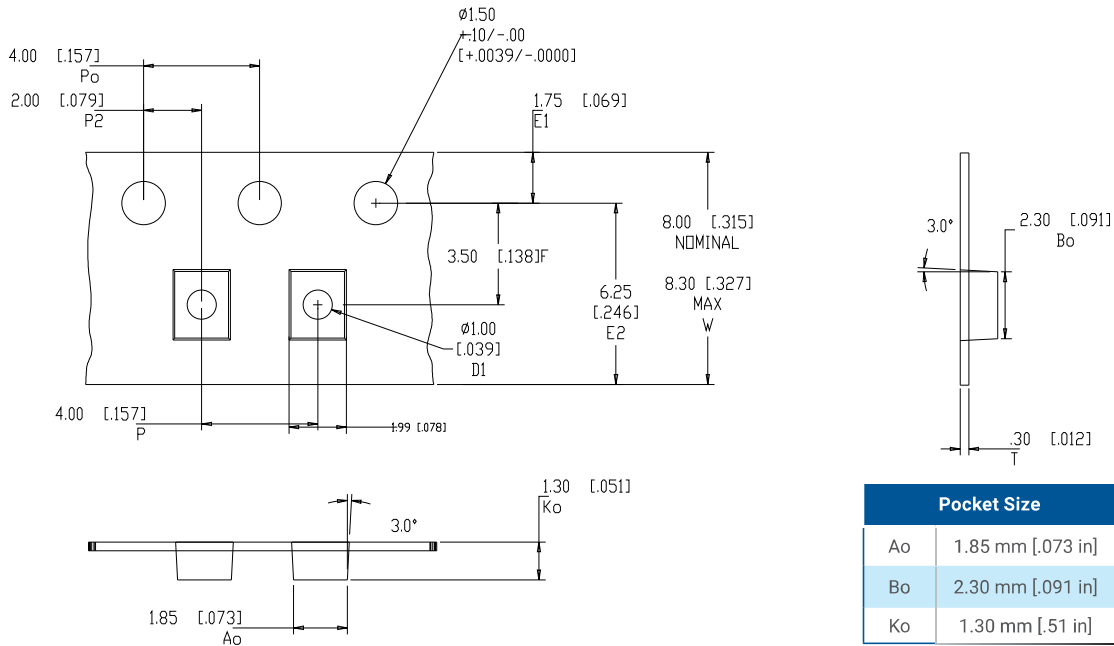 ø1.50
+.10/-.00
[+.0039/-.0000]
4.00 [.157]
Po
2.00 [.079]
P2
1.75 [.069]
E1
3.50 [.138]F
8.00 [.315]
NOMINAL
8.30 [.327]
MAX
W
6.25
[.246]
E2
ø1.00
[.039]
D1
4.00 [.157]
P
1.99 [.078]
3.0°
2.30 [.091]
Bo
.30 [.012]
T
1.30 [.051]
Ko
3.0°
1.85 [.073]
Ao
Pocket Size
Ao 1.85 mm [.073 in]
Bo 2.30 mm [.091 in]
Ko 1.30 mm [.51 in]